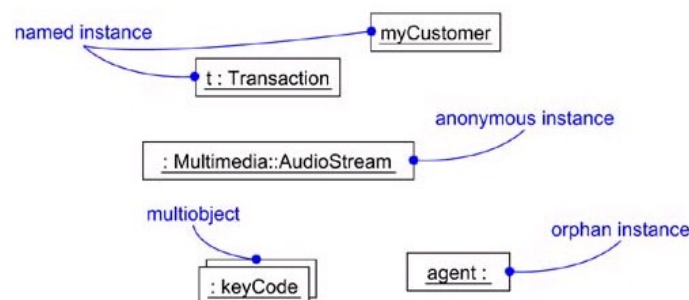 named instance
myCustomer
t : Transaction
anonymous instance
: Multimedia::AudioStream
multiobject
orphan instance
: keyCode
agent :